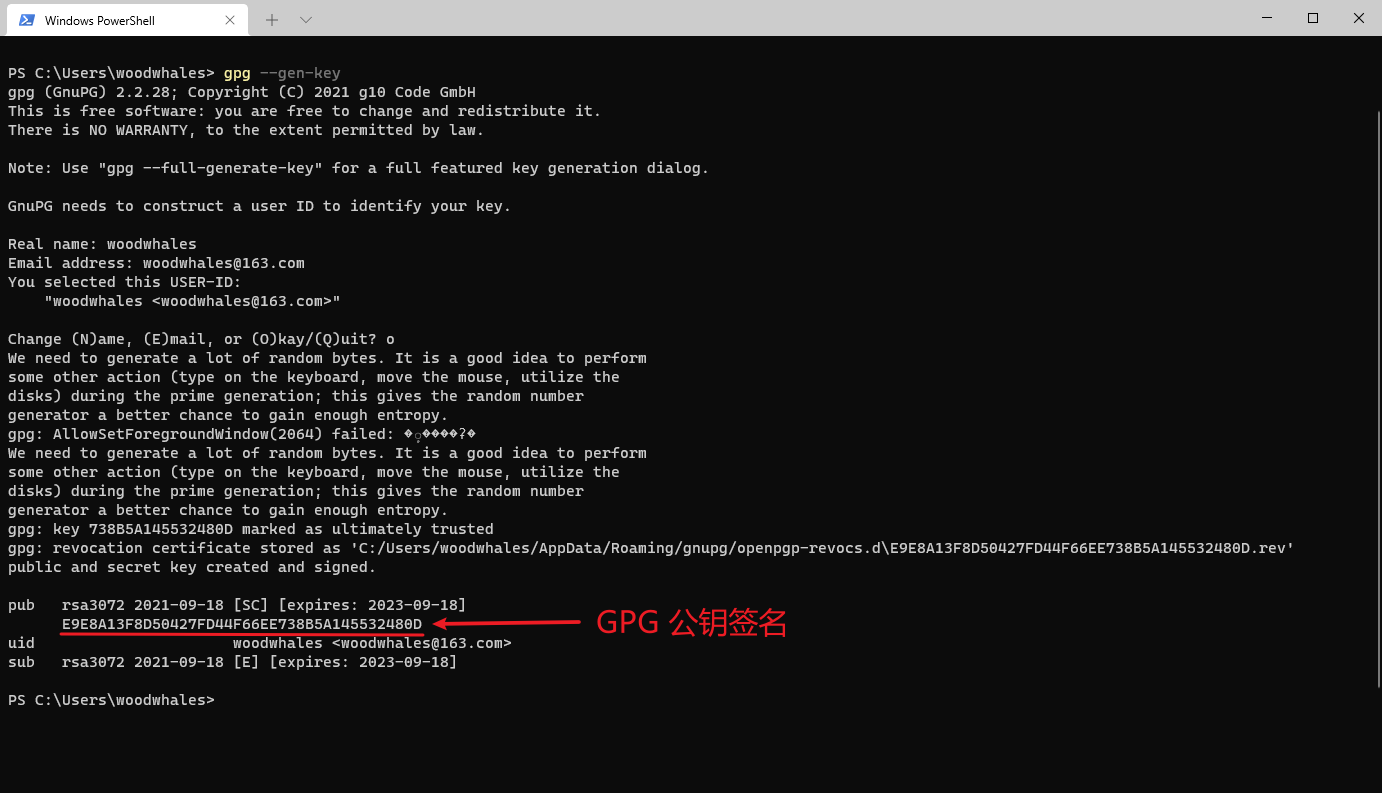 Windows PowerShell
PS C:\Users\woodwhales> gpg --gen-key
gpg (GnuPG) 2.2.28; Copyright (C) 2021 g10 Code GmbH
This is free software: you are free to change and redistribute it.
There is NO WARRANTY, to the extent permitted by law.
Note: Use "gpg --full-generate-key" for a full featured key generation dialog.
GnuPG needs to construct a user ID to identify your key.
Real name: woodwhales
Email address: woodwhales@163.com
You selected this USER-ID:
"woodwhales <woodwhales@163.com>"
Change (N)ame, (E)mail, or (O)kay/(Q)uit? o
We need to generate a lot of random bytes. It is a good idea to perform
some other action (type on the keyboard, move the mouse, utilize the
disks) during the prime generation; this gives the random number
generator a better chance to gain enough entropy.
gpg: AllowSetForegroundWindow(2064) failed:
We need to generate a lot of random bytes. It is a good idea to perform
some other action (type on the keyboard, move the mouse, utilize the
disks) during the prime generation; this gives the random number
generator a better chance to gain enough entropy.
gpg: key 738B5A145532480D marked as ultimately trusted
gpg: revocation certificate stored as 'C:/Users/woodwhales/AppData/Roaming/gnupg/openpgp-revocs.d\E9E8A13F8D50427FD44F66EE738B5A145532480D.rev'
public and secret key created and signed.
pub rsa3072 2021-09-18 [SC] [expires: 2023-09-18]
E9E8A13F8D50427FD44F66EE738B5A145532480D GPG 公钥签名
uid woodwhales <woodwhales@163.com>
sub rsa3072 2021-09-18 [E] [expires: 2023-09-18]
PS C:\Users\woodwhales>